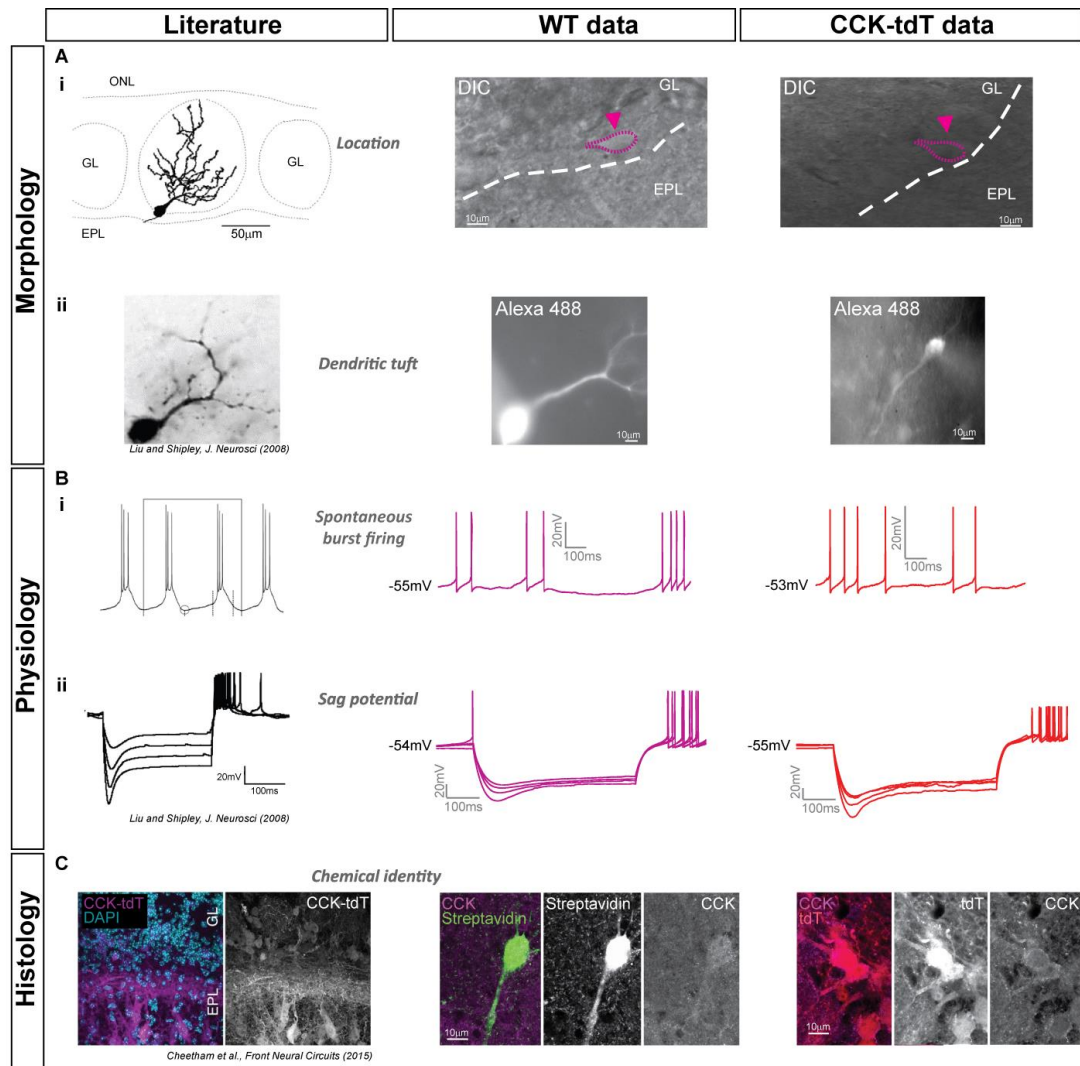 Literature
WT data
CCK-tdT data
Morphology
A
i
ONL
GL
GL
EPL
50µm
Location
DIC
GL
EPL
10µm
DIC
GL
EPL
10µm
ii
Liu and Shipley, J. Neurosci (2008)
Dendritic tuft
Alexa 488
10µm
Alexa 488
10µm
Physiology
B
i
Spontaneous
burst firing
-55mV
20mV
100ms
-53mV
20mV
100ms
ii
20mV
100ms
Liu and Shipley, J. Neurosci (2008)
Sag potential
-54mV
20mV
100ms
-55mV
20mV
100ms
Histology
C
Chemical identity
CCK-tdT
DAPI
GL
EPL
CCK-tdT
Cheetham et al., Front Neural Circuits (2015)
CCK
Streptavidin
10µm
Streptavidin
CCK
CCK
tdT
10µm
tdT
CCK